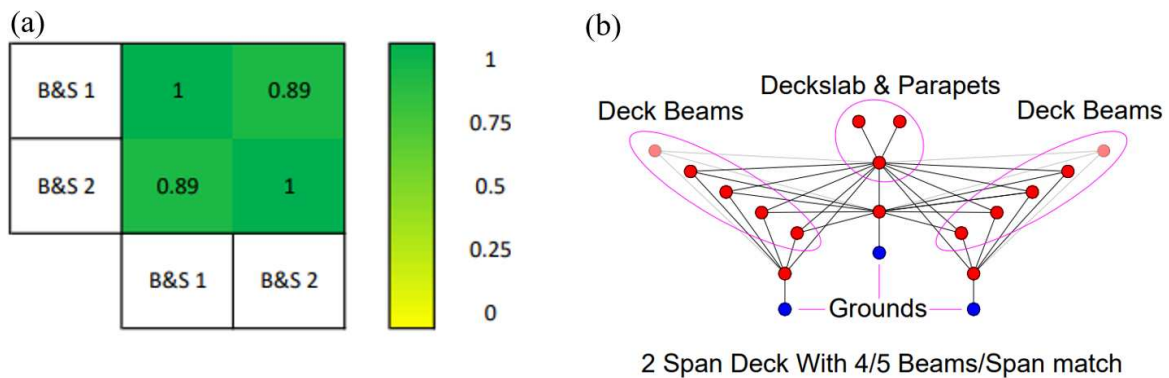 (a)
B&S 1 1 0.89
B&S 2 0.89 1
B&S 1 B&S 2
1
0.75
0.5
0.25
0
(b)
Deckslab & Parapets
Deck Beams Deck Beams
Grounds
2 Span Deck With 4/5 Beams/Span match